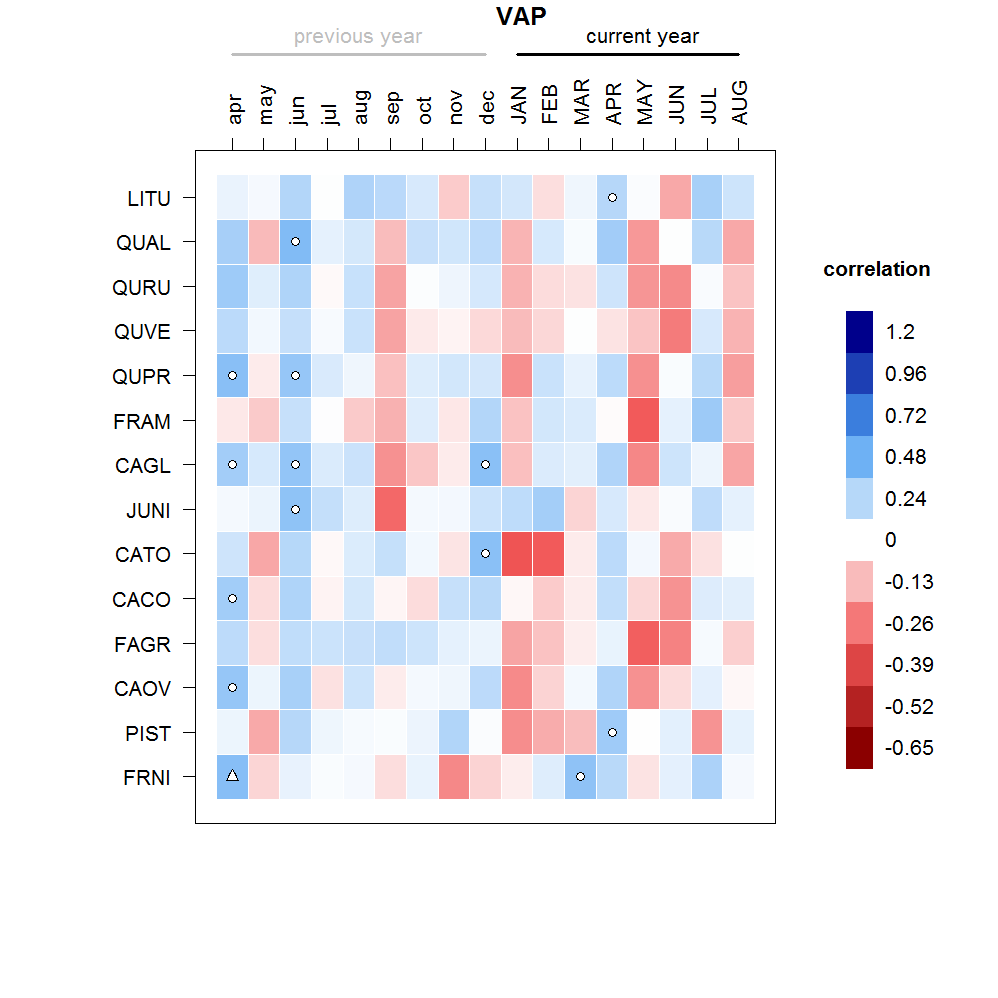 VAP
previous year current year
apr may jun jul aug sep oct nov dec JAN FEB MAR APR MAY JUN JUL AUG
LITU
QUAL
QURU
QUVE
QUPR
FRAM
CAGL
JUNI
CATO
CACO
FAGR
CAOV
PIST
FRNI
correlation
1.2
0.96
0.72
0.48
0.24
0
-0.13
-0.26
-0.39
-0.52
-0.65